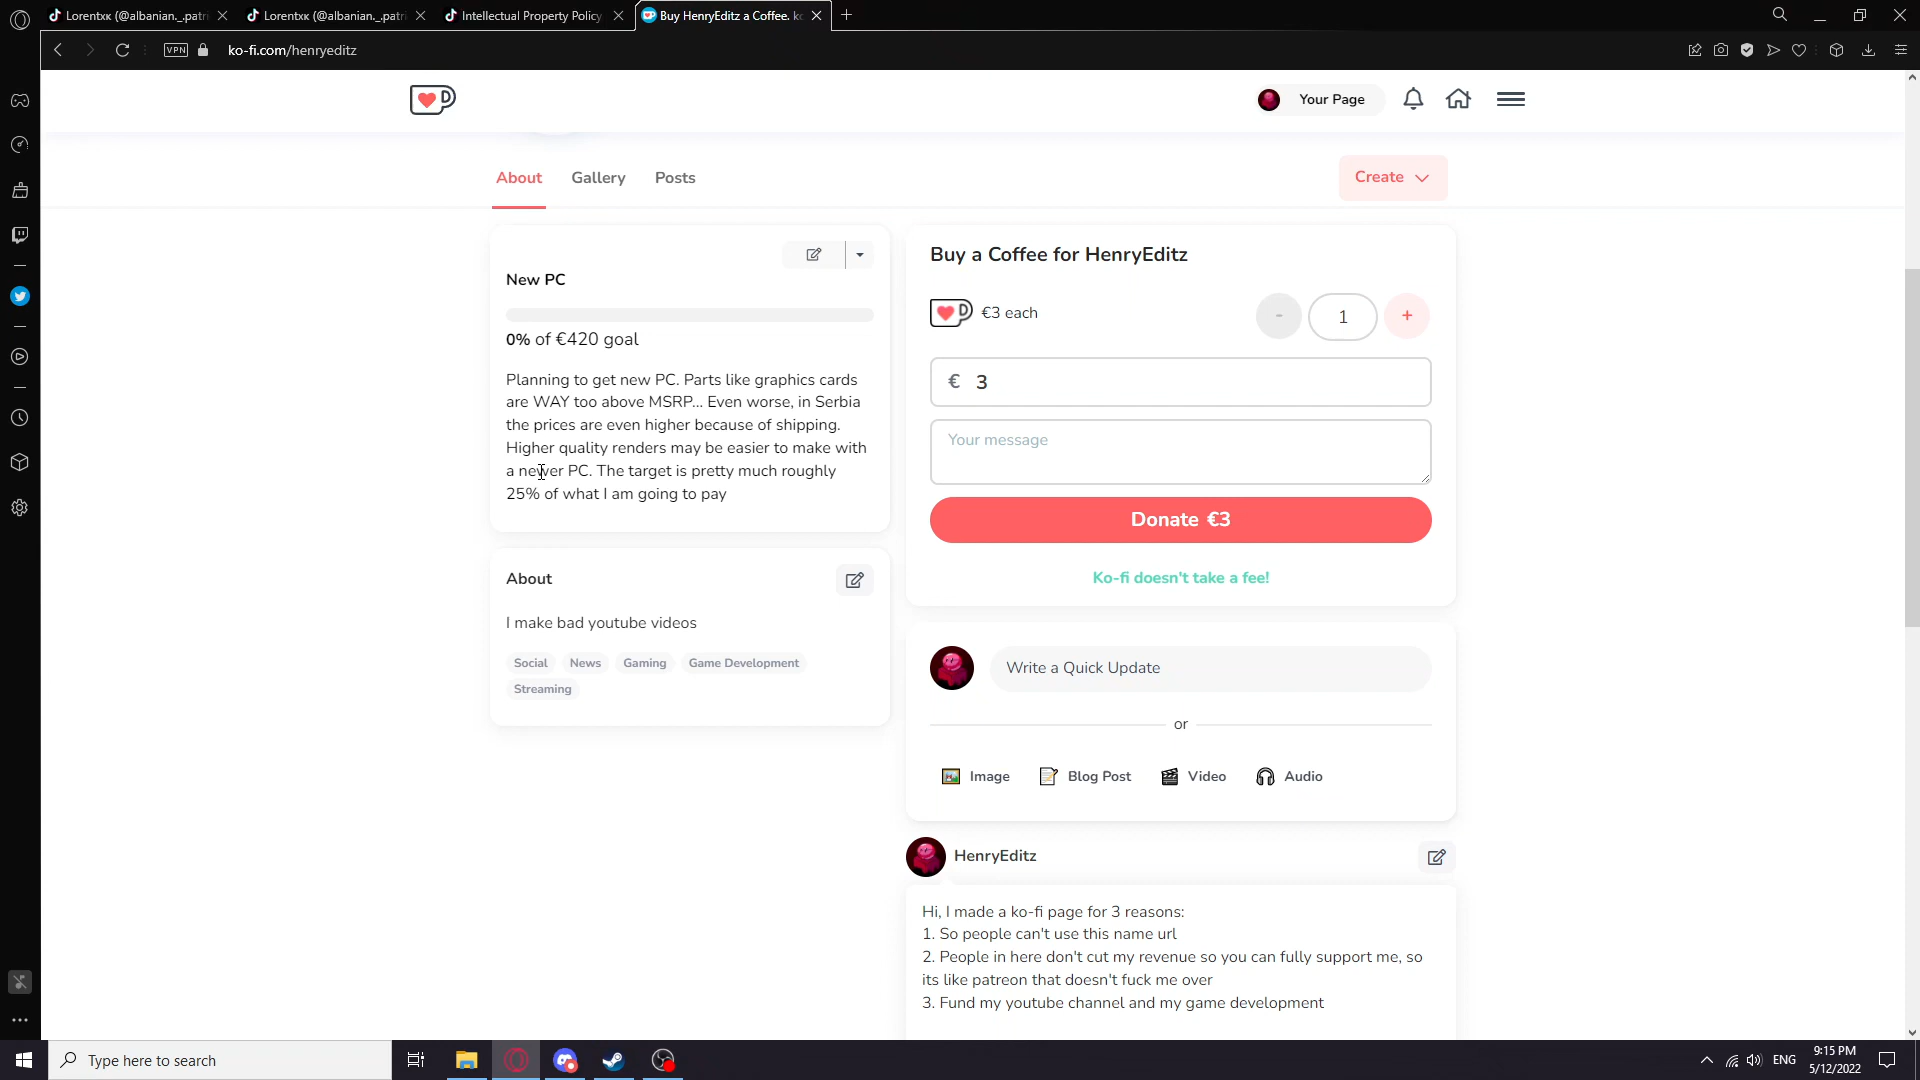 Lorentxĸ (@albanian._.patri
Lorentxĸ (@albanian._.patri
Intellectual Property Policy
Buy HenryEditz a Coffee. kc
VPN
ko-fi.com/henryeditz
Your Page
About
Gallery
Posts
Create
New PC
0% of €420 goal
Planning to get new PC. Parts like graphics cards
are WAY too above MSRP... Even worse, in Serbia
the prices are even higher because of shipping.
Higher quality renders may be easier to make with
a newer PC. The target is pretty much roughly
25% of what I am going to pay
About
I make bad youtube videos
Social
News
Gaming
Game Development
Streaming
Buy a Coffee for HenryEditz
€3 each
-
1
+
€ 3
Your message
Donate €3
Ko-fi doesn't take a fee!
Write a Quick Update
or
Image
Blog Post
Video
Audio
HenryEditz
Hi, I made a ko-fi page for 3 reasons:
1. So people can't use this name url
2. People in here don't cut my revenue so you can fully support me, so
its like patreon that doesn't fuck me over
3. Fund my youtube channel and my game development
Type here to search
ENG
9:15 PM
5/12/2022